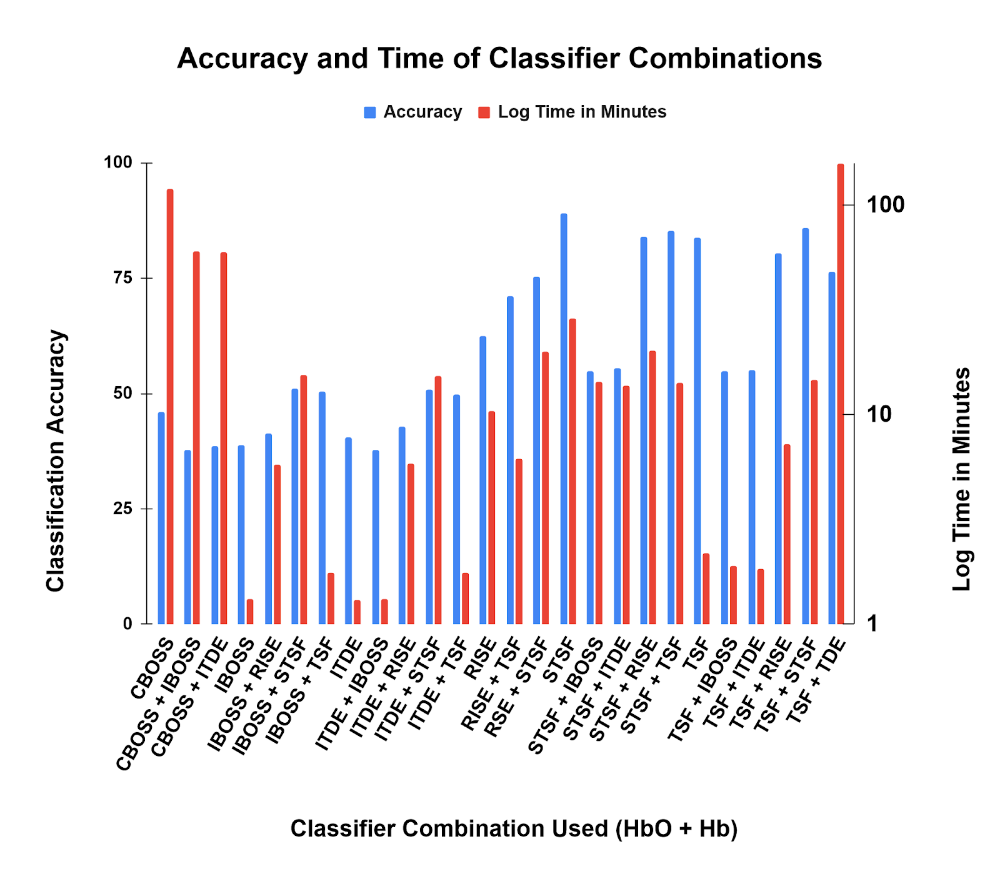 Accuracy and Time of Classifier Combinations
Accuracy
Log Time in Minutes
100
75
50
25
0
Classification Accuracy
100
10
1
Log Time in Minutes
CBOSS
CBOSS + IBOSS
CBOSS + ITDE
IBOSS
IBOSS + RISE
IBOSS + STSF
IBOSS + TSF
ITDE
ITDE + IBOSS
ITDE + RISE
ITDE + STSF
ITDE + TSF
RISE
RISE + TSF
RSE + STSF
STSF
STSF + IBOSS
STSF + ITDE
STSF + RISE
STSF + TSF
TSF
TSF + IBOSS
TSF + ITDE
TSF + RISE
TSF + STSF
TSF + TDE
Classifier Combination Used (HbO + Hb)